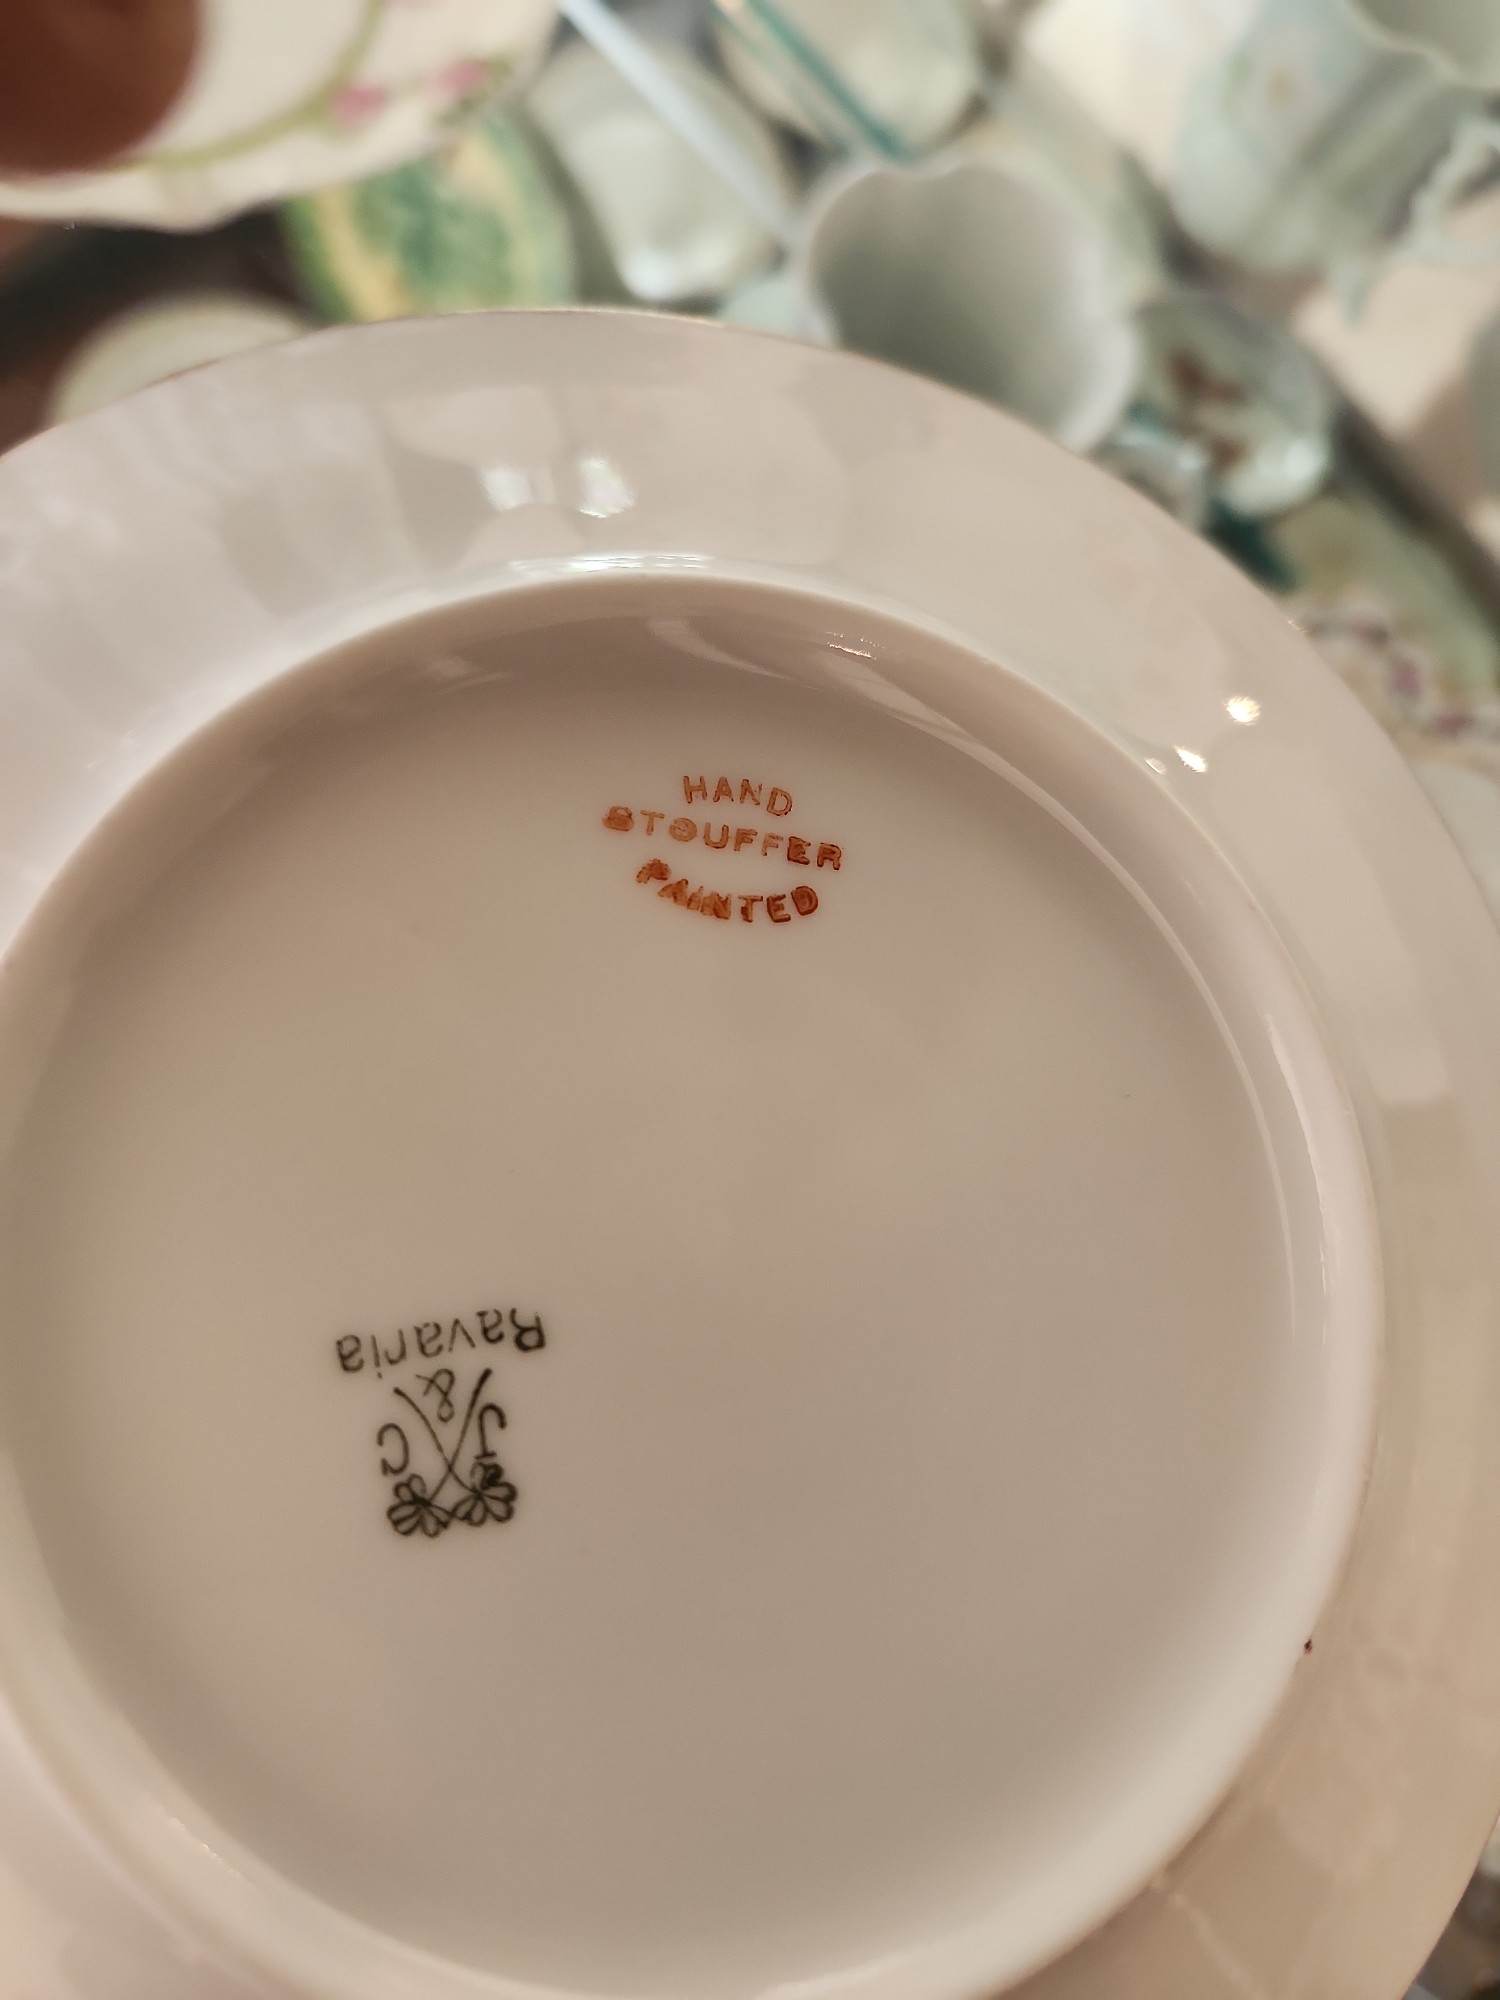 HAND
STOUFFER
PAINTED
J & C
Bavaria